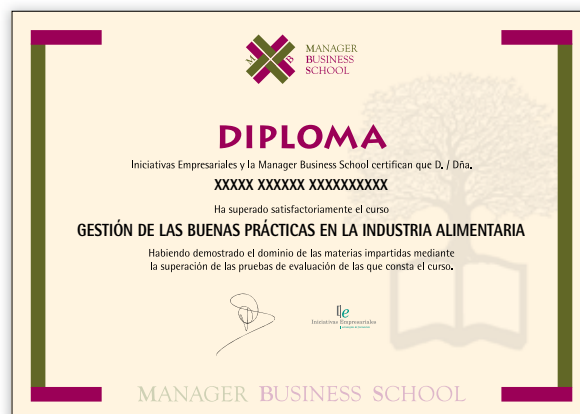 M B
MANAGER
BUSINESS
SCHOOL
DIPLOMA
Iniciativas Empresariales y la Manager Business School certifican que D. / Dña.
XXXXX XXXXXX XXXXXXXXXX
Ha superado satisfactoriamente el curso
GESTIÓN DE LAS BUENAS PRÁCTICAS EN LA INDUSTRIA ALIMENTARIA
Habiendo demostrado el dominio de las materias impartidas mediante
la superación de las pruebas de evaluación de las que consta el curso.
Iniciativas Empresariales
MANAGER BUSINESS SCHOOL